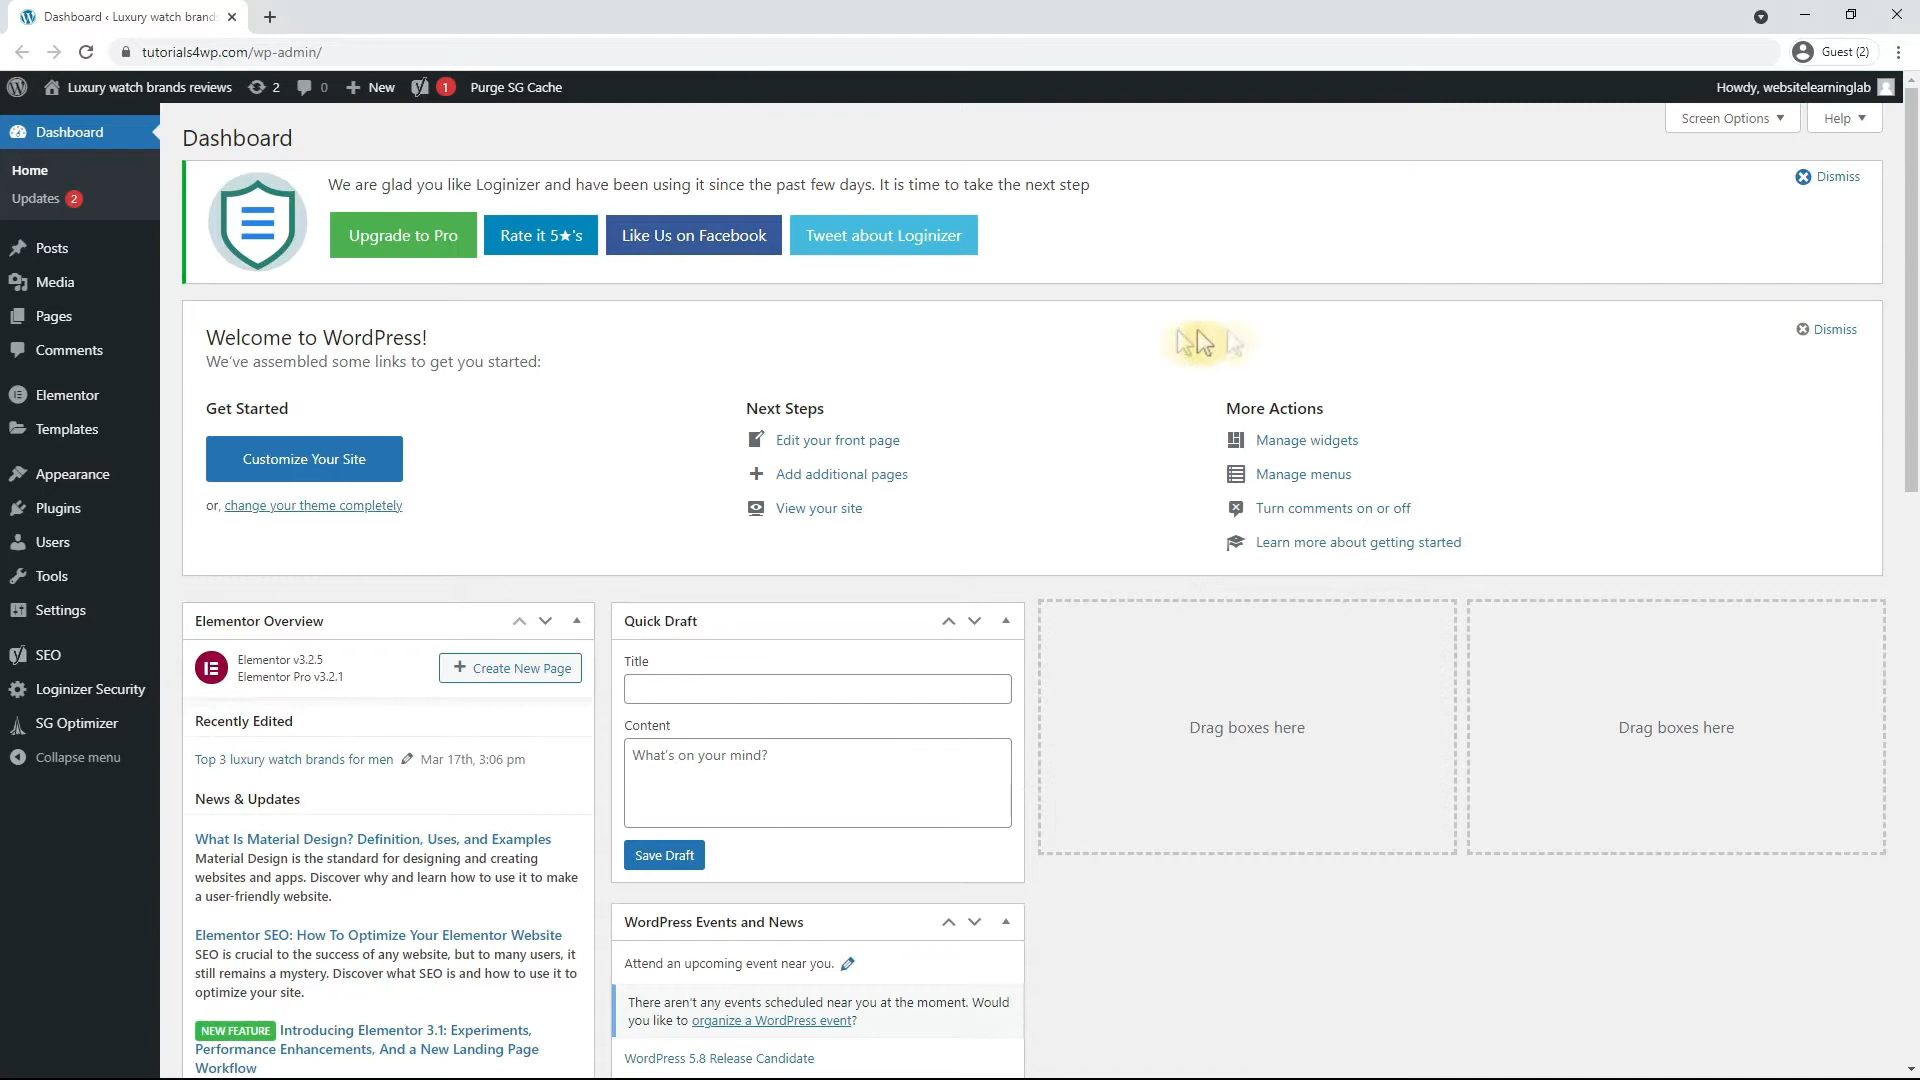 Dashboard ‹ Luxury watch brand
tutorials4wp.com/wp-admin/
Guest (2)
Luxury watch brands reviews
2
0
New
1
Purge SG Cache
Howdy, websitelearninglab
Dashboard
Home
Updates 2
Posts
Media
Pages
Comments
Elementor
Templates
Appearance
Plugins
Users
Tools
Settings
SEO
Loginizer Security
SG Optimizer
Collapse menu
Screen Options
Help
Dashboard
We are glad you like Loginizer and have been using it since the past few days. It is time to take the next step
Dismiss
Upgrade to Pro
Rate it 5★'s
Like Us on Facebook
Tweet about Loginizer
Welcome to WordPress!
We've assembled some links to get you started:
Dismiss
Get Started
Customize Your Site
or, change your theme completely
Next Steps
Edit your front page
Add additional pages
View your site
More Actions
Manage widgets
Manage menus
Turn comments on or off
Learn more about getting started
Elementor Overview
Elementor v3.2.5
Elementor Pro v3.2.1
Create New Page
Recently Edited
Top 3 luxury watch brands for men Mar 17th, 3:06 pm
News & Updates
What Is Material Design? Definition, Uses, and Examples
Material Design is the standard for designing and creating
websites and apps. Discover why and learn how to use it to make
a user-friendly website.
Elementor SEO: How To Optimize Your Elementor Website
SEO is crucial to the success of any website, but to many users, it
still remains a mystery. Discover what SEO is and how to use it to
optimize your site.
NEW FEATURE Introducing Elementor 3.1: Experiments,
Performance Enhancements, And a New Landing Page
Workflow
Quick Draft
Title
Content
What's on your mind?
Save Draft
WordPress Events and News
Attend an upcoming event near you.
There aren't any events scheduled near you at the moment. Would
you like to organize a WordPress event?
WordPress 5.8 Release Candidate
Drag boxes here
Drag boxes here